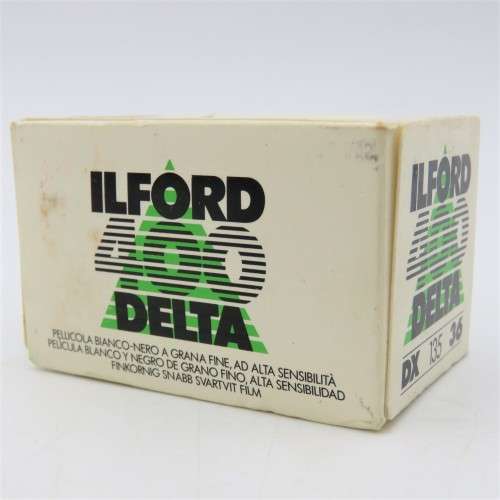 ILFORD
400
DELTA
PELLICOLA BIANCO-NERO A GRANA FINE, AD ALTA SENSIBILITÀ
PELÍCULA BLANCO Y NEGRO DE GRANO FINO, ALTA SENSIBILIDAD
FINKORNIG SNABB SVARTVIT FILM
ILFORD
400
DELTA
DX 135 36